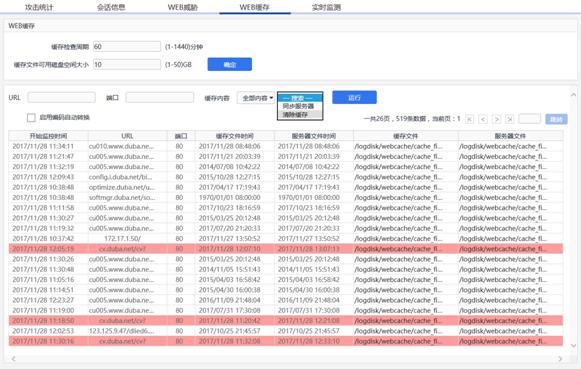 攻击统计 会话信息 WEB威胁 WEB缓存 实时监测
WEB缓存
缓存检查周期 60 (1-1440)分钟
缓存文件可用磁盘空间大小 10 (1-50)GB 确定
URL 端口 缓存内容 全部内容 — 搜索 — 运行
同步服务器
清除缓存
启用编码自动转换 一共26页，519条数据，当前页：1 跳转
开始监控时间 URL 端口 缓存文件时间 服务器文件时间 缓存文件 服务器文件
2017/11/28 11:34:11 cu010.www.duba.ne... 80 2017/11/28 08:48:06 2017/11/28 08:48:06 /logdisk/webcache/cache_fi... /logdisk/webcache/cache_fi...
2017/11/28 11:21:47 cu005.www.duba.ne... 80 2017/11/21 20:03:39 2017/11/21 20:03:39 /logdisk/webcache/cache_fi... /logdisk/webcache/cache_fi...
2017/11/28 11:32:19 cu005.www.duba.ne... 80 2014/07/08 10:42:22 2014/07/08 10:42:22 /logdisk/webcache/cache_fi... /logdisk/webcache/cache_fi...
2017/11/28 12:09:43 config.i.duba.net/bi... 80 2015/10/28 12:27:15 2015/10/28 12:27:15 /logdisk/webcache/cache_fi... /logdisk/webcache/cache_fi...
2017/11/28 10:38:48 optimize.duba.net/u... 80 2017/04/17 17:19:43 2017/04/17 17:19:43 /logdisk/webcache/cache_fi... /logdisk/webcache/cache_fi...
2017/11/28 10:38:48 softmgr.duba.net/so... 80 1970/01/01 08:00:00 1970/01/01 08:00:00 /logdisk/webcache/cache_fi... /logdisk/webcache/cache_fi...
2017/11/28 11:11:58 cu005.www.duba.ne... 80 2017/10/23 18:16:59 2017/10/23 18:16:59 /logdisk/webcache/cache_fi... /logdisk/webcache/cache_fi...
2017/11/28 11:30:27 cu005.www.duba.ne... 80 2015/03/25 20:12:48 2015/03/25 20:12:48 /logdisk/webcache/cache_fi... /logdisk/webcache/cache_fi...
2017/11/28 11:19:32 cu005.www.duba.ne... 80 2017/07/20 21:20:33 2017/07/20 21:20:33 /logdisk/webcache/cache_fi... /logdisk/webcache/cache_fi...
2017/11/28 10:37:42 172.17.1.50/ 80 2017/11/27 13:50:52 2017/11/27 13:50:52 /logdisk/webcache/cache_fi... /logdisk/webcache/cache_fi...
2017/11/28 12:05:19 cv.duba.net/cv? 80 2017/11/28 12:07:10 2017/11/28 13:07:13 /logdisk/webcache/cache_fi... /logdisk/webcache/cache_fi...
2017/11/28 11:30:26 cu005.www.duba.ne... 80 2015/03/25 20:12:48 2015/03/25 20:12:48 /logdisk/webcache/cache_fi... /logdisk/webcache/cache_fi...
2017/11/28 11:30:48 cu005.www.duba.ne... 80 2014/11/05 15:51:43 2014/11/05 15:51:43 /logdisk/webcache/cache_fi... /logdisk/webcache/cache_fi...
2017/11/28 11:05:16 cu005.www.duba.ne... 80 2015/04/03 16:58:42 2015/04/03 16:58:42 /logdisk/webcache/cache_fi... /logdisk/webcache/cache_fi...
2017/11/28 11:14:51 cu005.www.duba.ne... 80 2015/04/30 16:00:38 2015/04/30 16:00:38 /logdisk/webcache/cache_fi... /logdisk/webcache/cache_fi...
2017/11/28 12:23:27 cu005.www.duba.ne... 80 2016/11/09 21:48:04 2016/11/09 21:48:04 /logdisk/webcache/cache_fi... /logdisk/webcache/cache_fi...
2017/11/28 11:19:00 cu005.www.duba.ne... 80 2017/07/31 17:30:08 2017/07/31 17:30:08 /logdisk/webcache/cache_fi... /logdisk/webcache/cache_fi...
2017/11/28 11:18:50 cv.duba.net/cv? 80 2017/11/28 11:20:42 2017/11/28 12:21:08 /logdisk/webcache/cache_fi... /logdisk/webcache/cache_fi...
2017/11/28 12:02:53 123.125.9.47/dlied6... 80 2017/10/25 21:45:57 2017/10/25 21:45:57 /logdisk/webcache/cache_fi... /logdisk/webcache/cache_fi...
2017/11/28 11:30:16 cv.duba.net/cv? 80 2017/11/28 11:32:08 2017/11/28 12:33:10 /logdisk/webcache/cache_fi... /logdisk/webcache/cache_fi...